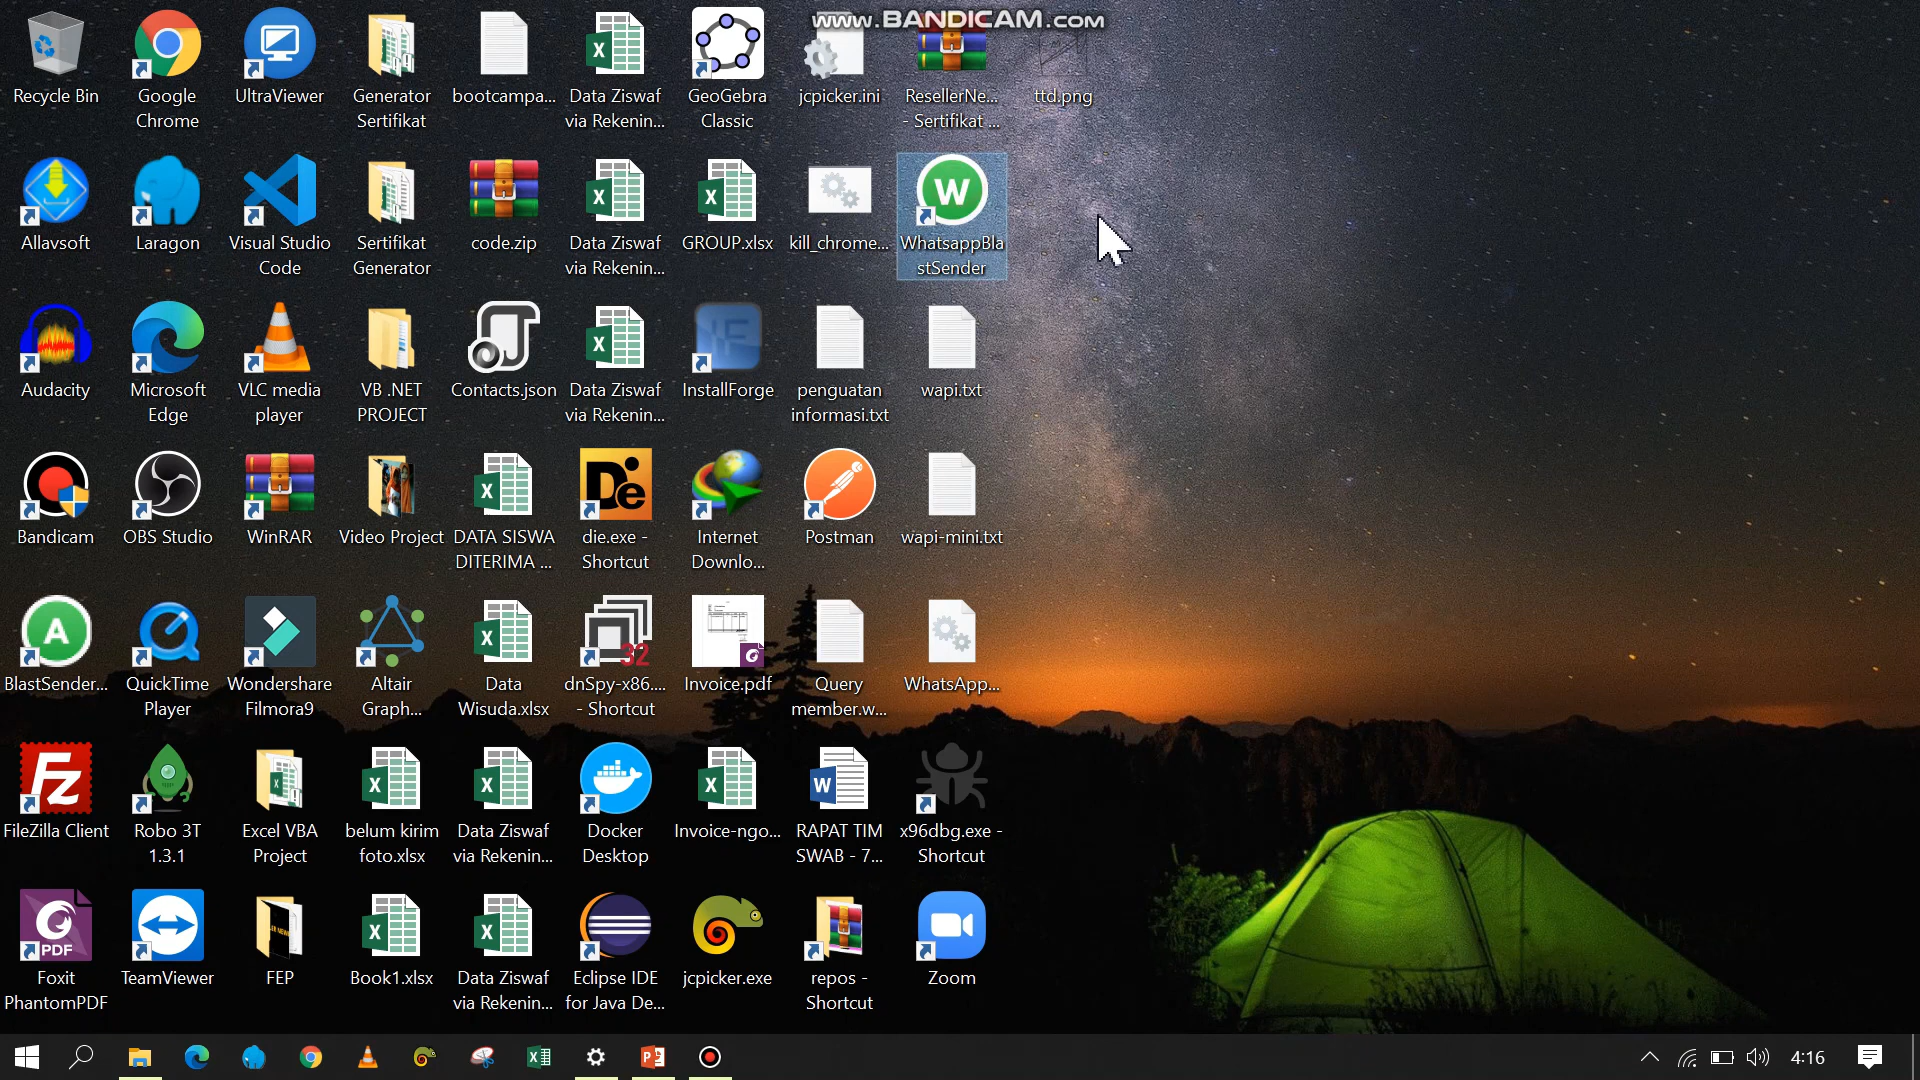 www.BANDICAM.com
Recycle Bin
Google
Chrome
UltraViewer
Generator
Sertifikat
bootcampa...
Data Ziswaf
via Rekenin...
GeoGebra
Classic
jcpicker.ini
ResellerNe...
- Sertifikat ...
ttd.png
Allavsoft
Laragon
Visual Studio
Code
Sertifikat
Generator
code.zip
Data Ziswaf
via Rekenin...
GROUP.xlsx
kill_chrome...
W
WhatsappBla
stSender
Audacity
Microsoft
Edge
VLC media
player
VB .NET
PROJECT
Contacts.json
Data Ziswaf
via Rekenin...
InstallForge
penguatan
informasi.txt
wapi.txt
Bandicam
OBS Studio
WinRAR
Video Project
DATA SISWA
DITERIMA ...
De
die.exe -
Shortcut
Internet
Downlo...
Postman
wapi-mini.txt
A
BlastSender...
QuickTime
Player
Wondershare
Filmora9
Altair
Graph...
Data
Wisuda.xlsx
32
dnSpy-x86....
- Shortcut
Invoice.pdf
Query
member.w...
WhatsApp...
Fz
FileZilla Client
Robo 3T
1.3.1
Excel VBA
Project
belum kirim
foto.xlsx
Data Ziswaf
via Rekenin...
Docker
Desktop
Invoice-ngo...
RAPAT TIM
SWAB - 7...
x96dbg.exe -
Shortcut
PDF
Foxit
PhantomPDF
TeamViewer
FEP
Book1.xlsx
Data Ziswaf
via Rekenin...
Eclipse IDE
for Java De...
jcpicker.exe
repos -
Shortcut
Zoom
4:16